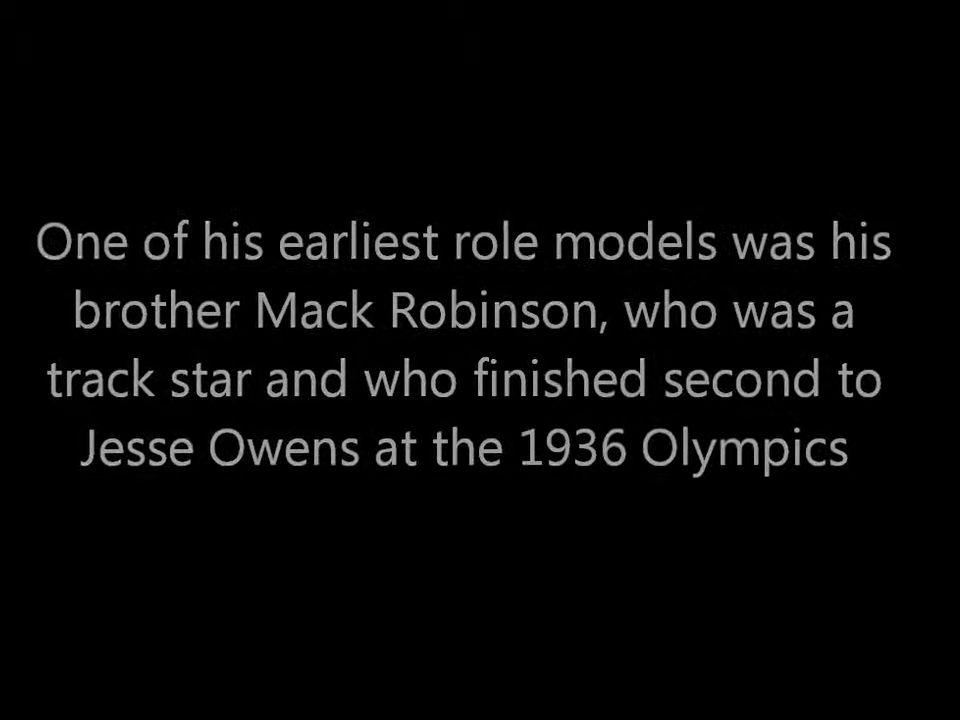 One of his earliest role models was his
brother Mack Robinson, who was a
track star and who finished second to
Jesse Owens at the 1936 Olympics